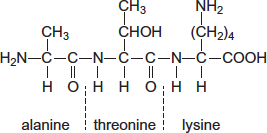 CH₃ NH₂
CH₃ CHOH (CH₂)₄
H₂N–C–C–N–C–C–N–C–COOH
H O H H O H H
alanine threonine lysine